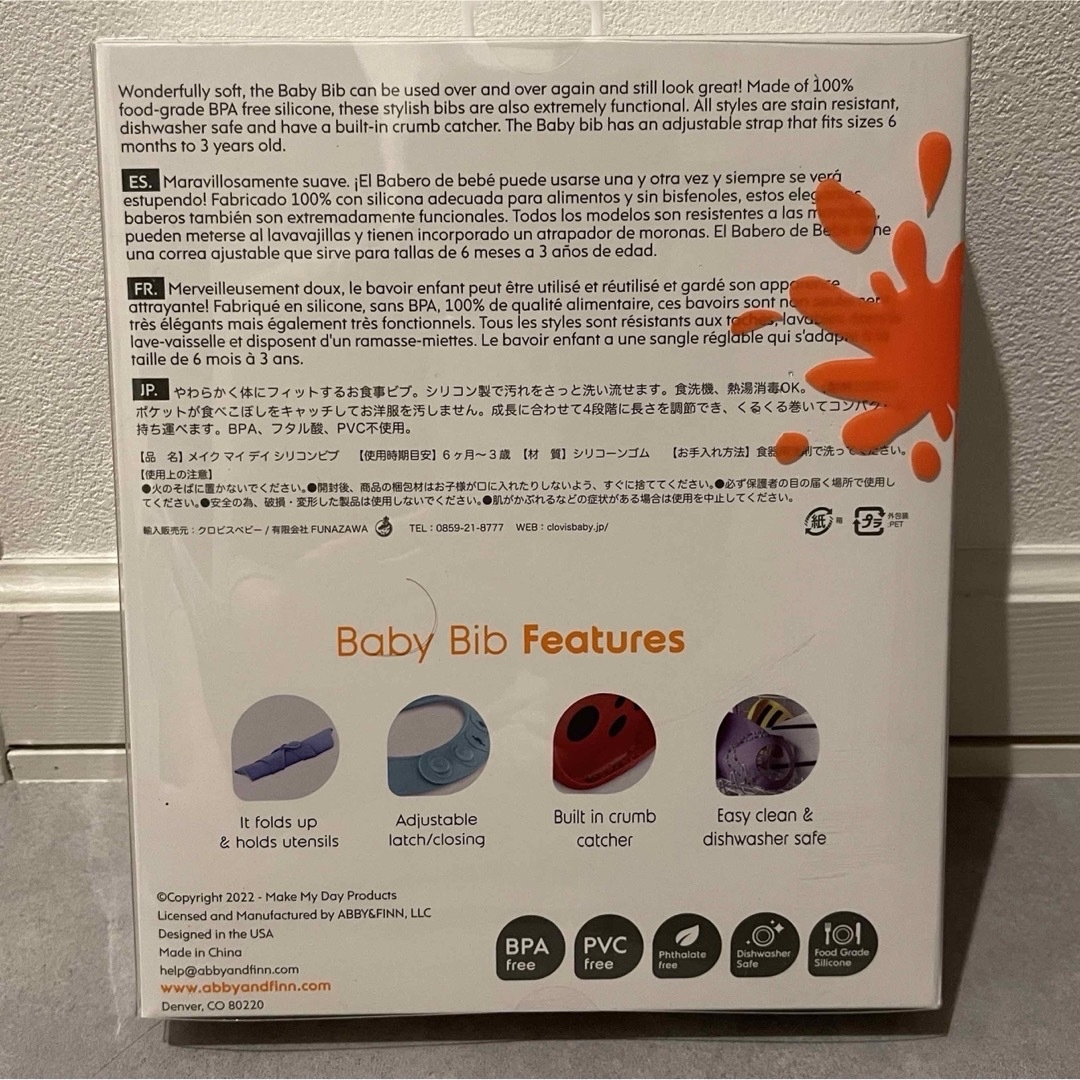 Wonderfully soft, the Baby Bib can be used over and over again and still look great! Made of 100%
food-grade BPA free silicone, these stylish bibs are also extremely functional. All styles are stain resistant,
dishwasher safe and have a built-in crumb catcher. The Baby bib has an adjustable strap that fits sizes 6
months to 3 years old.
ES. Maravillosamente suave. ¡El Babero de bebé puede usarse una y otra vez y siempre se verá
estupendo! Fabricado 100% con silicona adecuada para alimentos y sin bisfenoles, estos
baberos también son extremadamente funcionales. Todos los modelos son resistentes a las
pueden meterse al lavavajillas y tienen incorporado un atrapador de moronas. El Babero de
una correa ajustable que sirve para tallas de 6 meses a 3 años de edad.
FR. Merveilleusement doux, le bavoir enfant peut être utilisé et réutilisé et gardé son
attrayante! Fabriqué en silicone, sans BPA, 100% de qualité alimentaire, ces bavoirs sont
très élégants mais également très fonctionnels. Tous les styles sont résistants aux
lave-vaisselle et disposent d'un ramasse-miettes. Le bavoir enfant a une sangle réglable qui
taille de 6 mois à 3 ans.
JP. やわらかく体にフィットするお食事ビブ。シリコン製で汚れをさっと洗い流せます。食洗機、熱湯消毒OK。
ポケットが食べこぼしをキャッチしてお洋服を汚しません。成長に合わせて4段階に長さを調節でき、くるくる巻いてコンパクト
持ち運べます。BPA、フタル酸、PVC不使用。
【品 名】メイク マイ デイ シリコンビブ 【使用時期目安】6ヶ月〜3歳 【材 質】シリコーンゴム 【お手入れ方法】
【使用上の注意】
●火のそばに置かないでください。●開封後、商品の梱包材はお子様が口に入れたりしないよう、すぐに捨ててください。●必ず保護者の目の届く場所で使用し
てください。●安全の為、破損・変形した製品は使用しないでください。●肌がかぶれるなどの症状がある場合は使用を中止してください。
輸入販売元：クロビスベビー / 有限会社 FUNAZAWA TEL：0859-21-8777 WEB：clovisbaby.jp/
紙 箱 プラ 外包装:PET
Baby Bib Features
It folds up
& holds utensils
Adjustable
latch/closing
Built in crumb
catcher
Easy clean &
dishwasher safe
©Copyright 2022 - Make My Day Products
Licensed and Manufactured by ABBY&FINN, LLC
Designed in the USA
Made in China
help@abbyandfinn.com
www.abbyandfinn.com
Denver, CO 80220
BPA
free
PVC
free
Phthalate
free
Dishwasher
Safe
Food Grade
Silicone